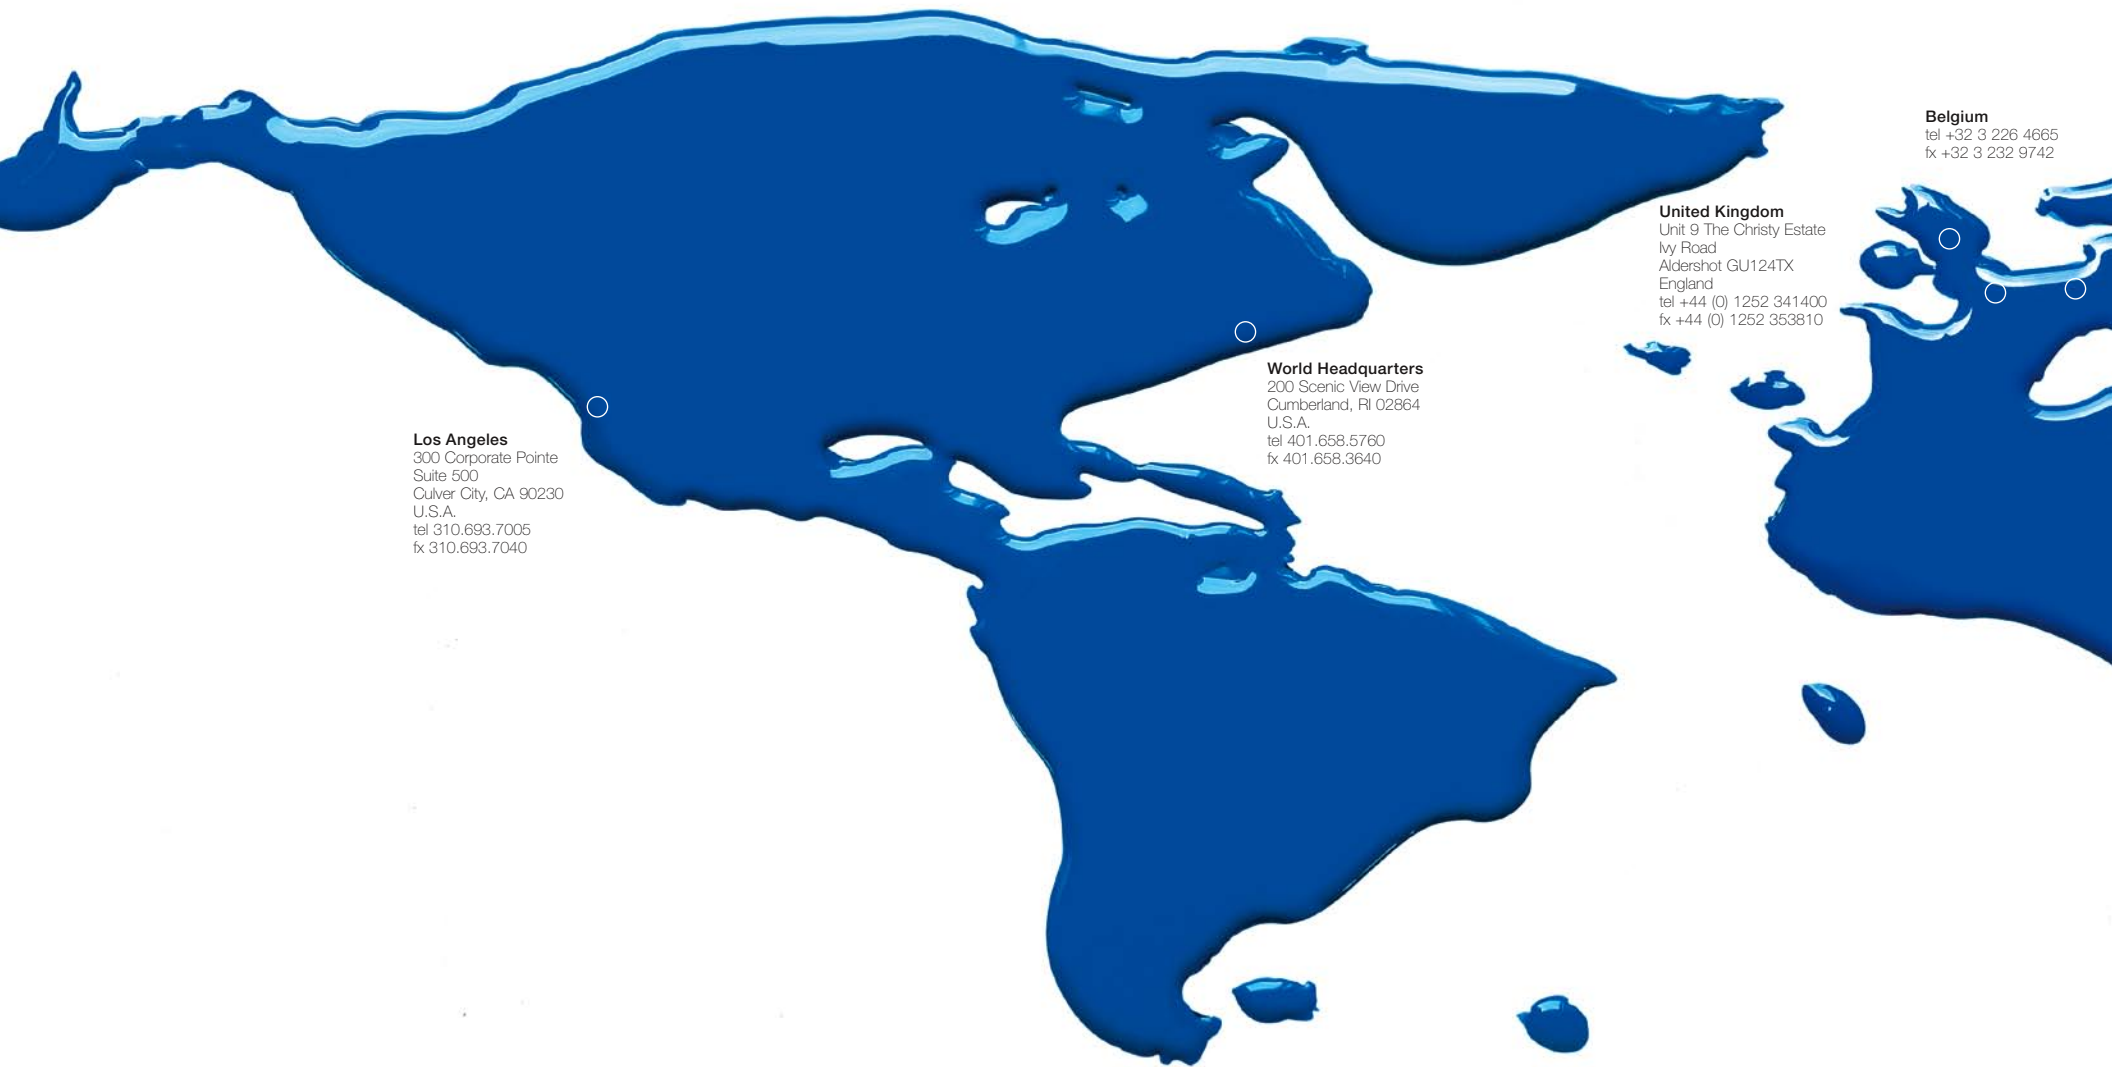 Belgium
tel +32 3 226 4665
fx +32 3 232 9742
United Kingdom
Unit 9 The Christy Estate
Ivy Road
Aldershot GU124TX
England
tel +44 (0) 1252 341400
fx +44 (0) 1252 353810
World Headquarters
200 Scenic View Drive
Cumberland, RI 02864
U.S.A.
tel 401.658.5760
fx 401.658.3640
Los Angeles
300 Corporate Pointe
Suite 500
Culver City, CA 90230
U.S.A.
tel 310.693.7005
fx 310.693.7040